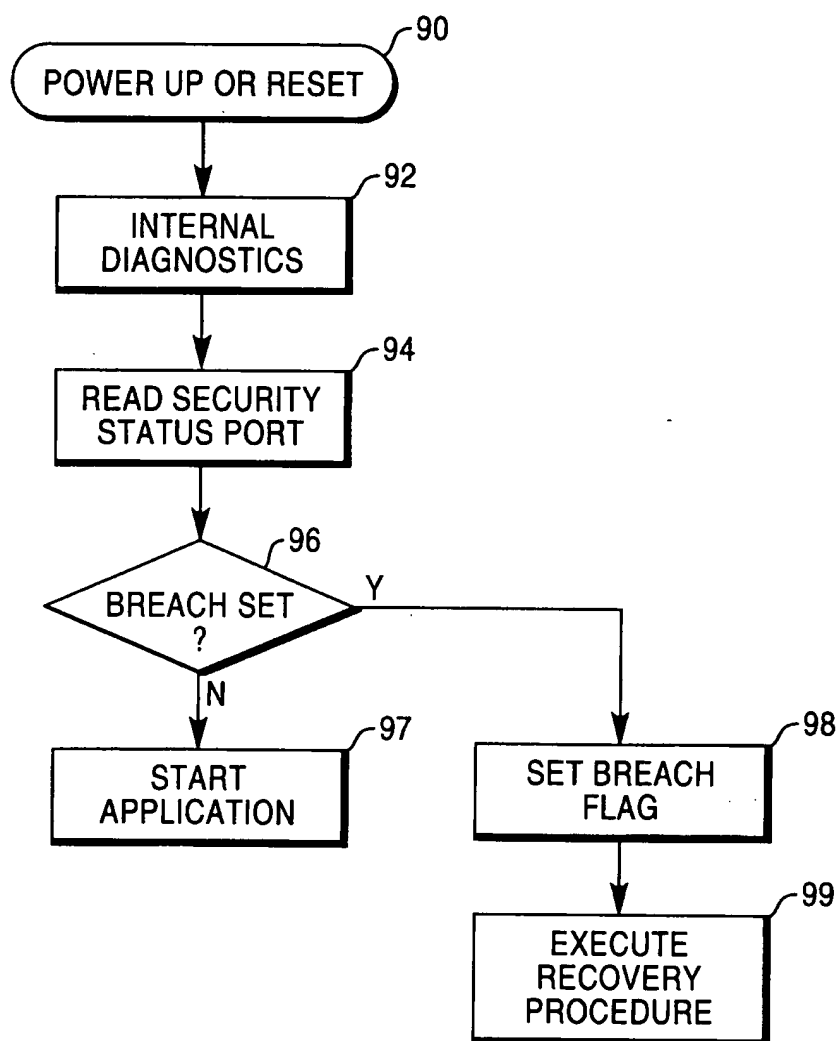 90
POWER UP OR RESET
92
INTERNAL
DIAGNOSTICS
94
READ SECURITY
STATUS PORT
96
BREACH SET
?
Y
N
97
START
APPLICATION
98
SET BREACH
FLAG
99
EXECUTE
RECOVERY
PROCEDURE